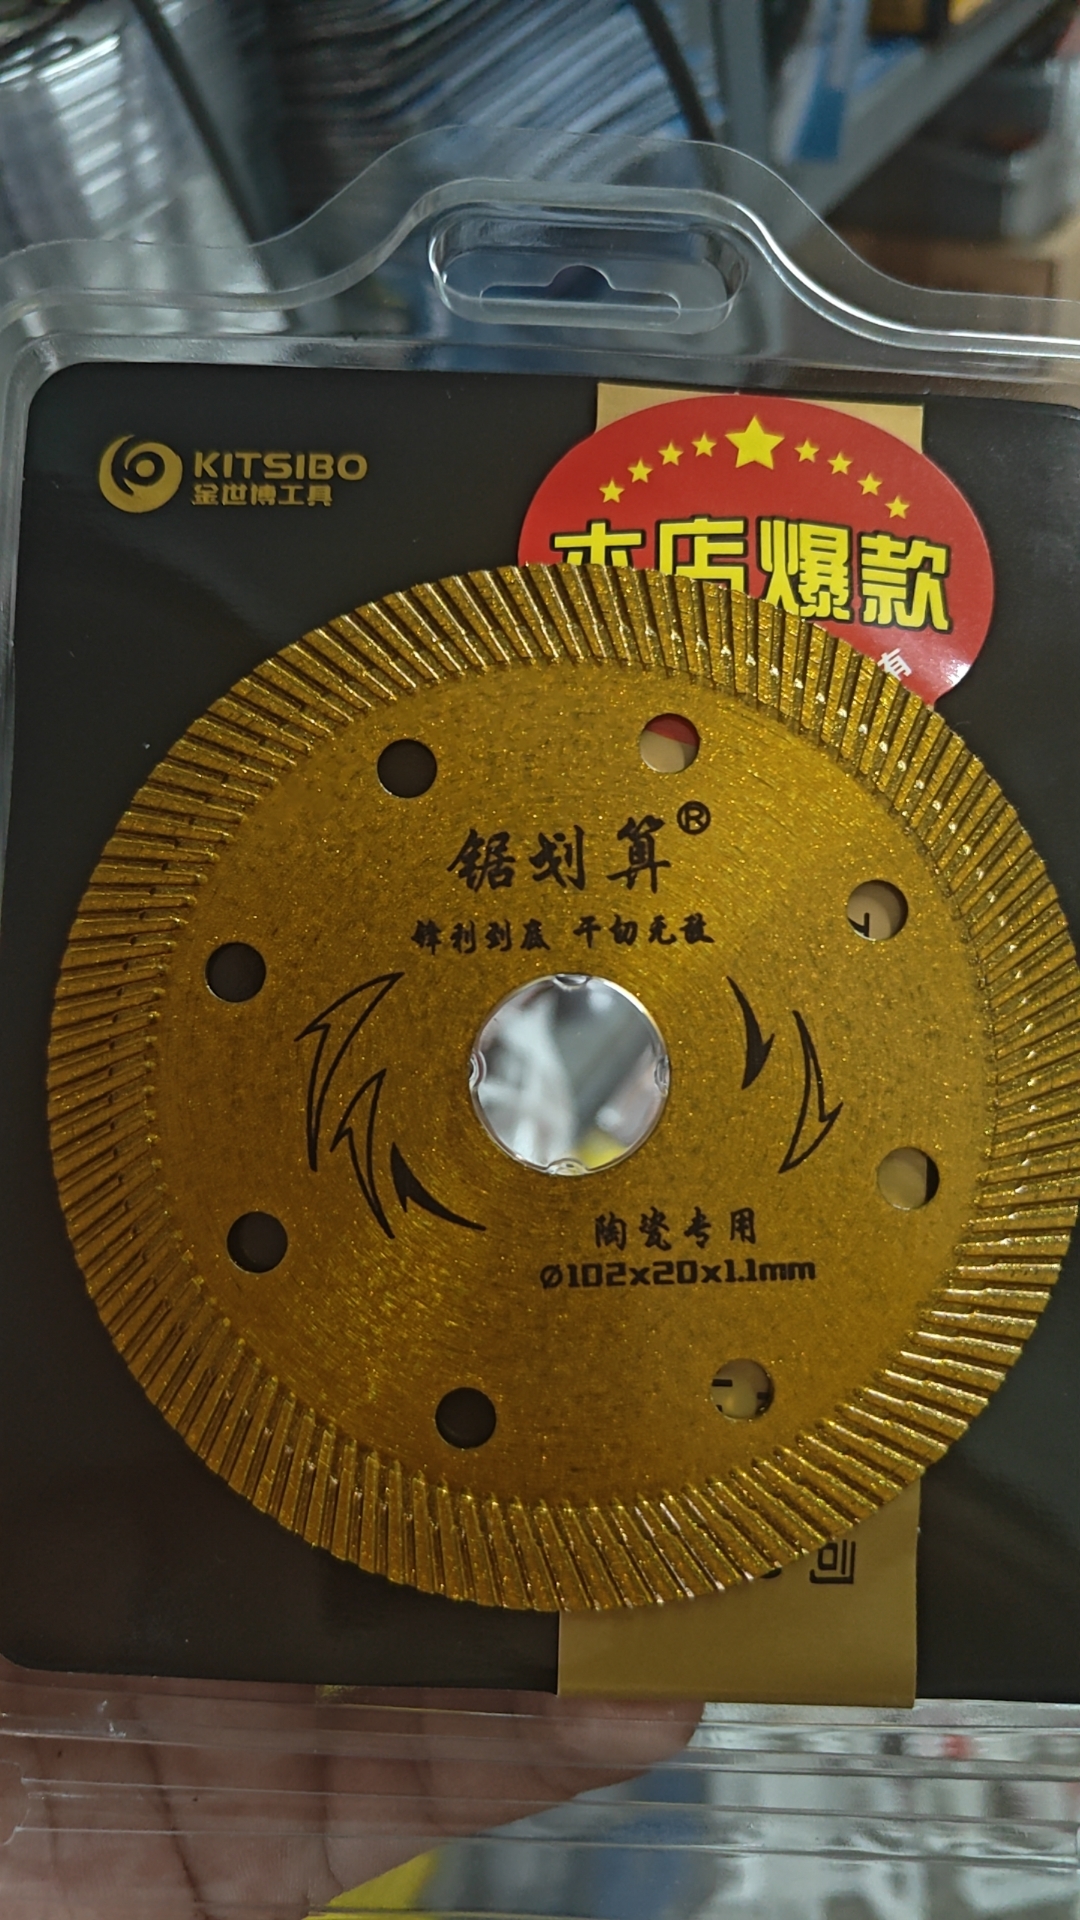 KITSIBO
金世博工具
本店爆款
有
锯划算®
锋利到底 干切无敌
陶瓷专用
Ø102x20x1.1mm